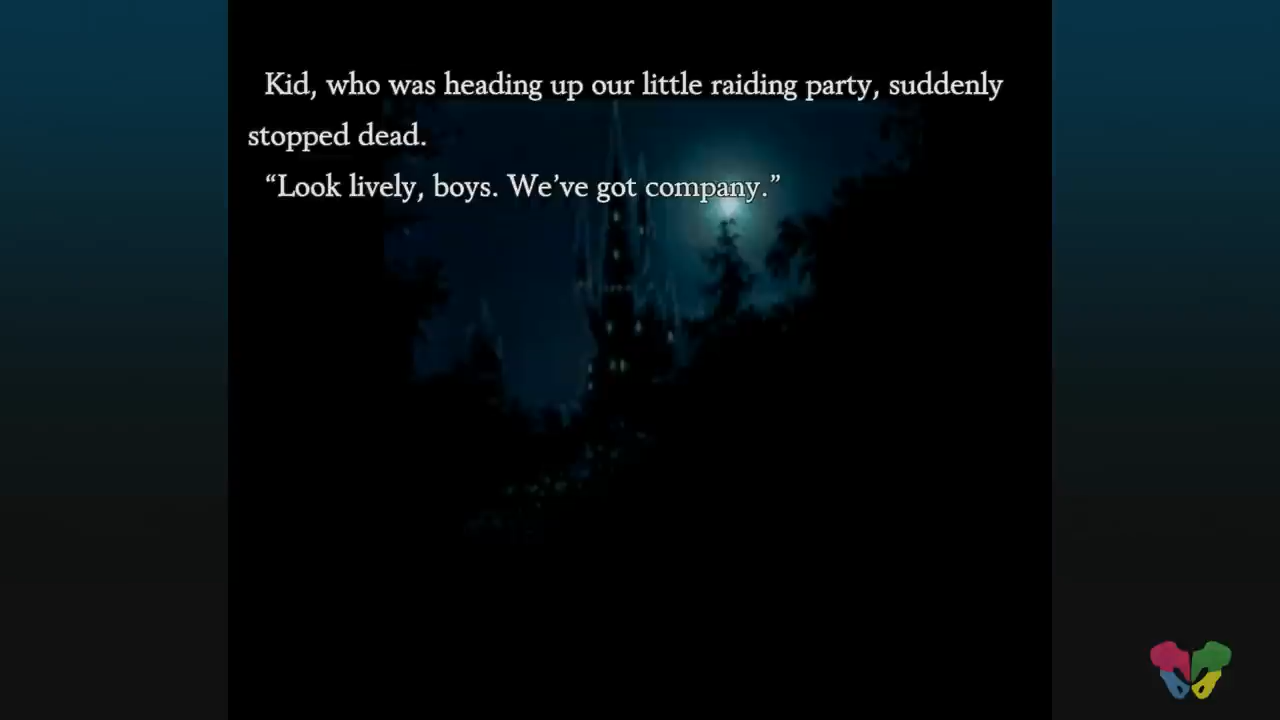 Kid, who was heading up our little raiding party, suddenly
stopped dead.
“Look lively, boys. We’ve got company.”